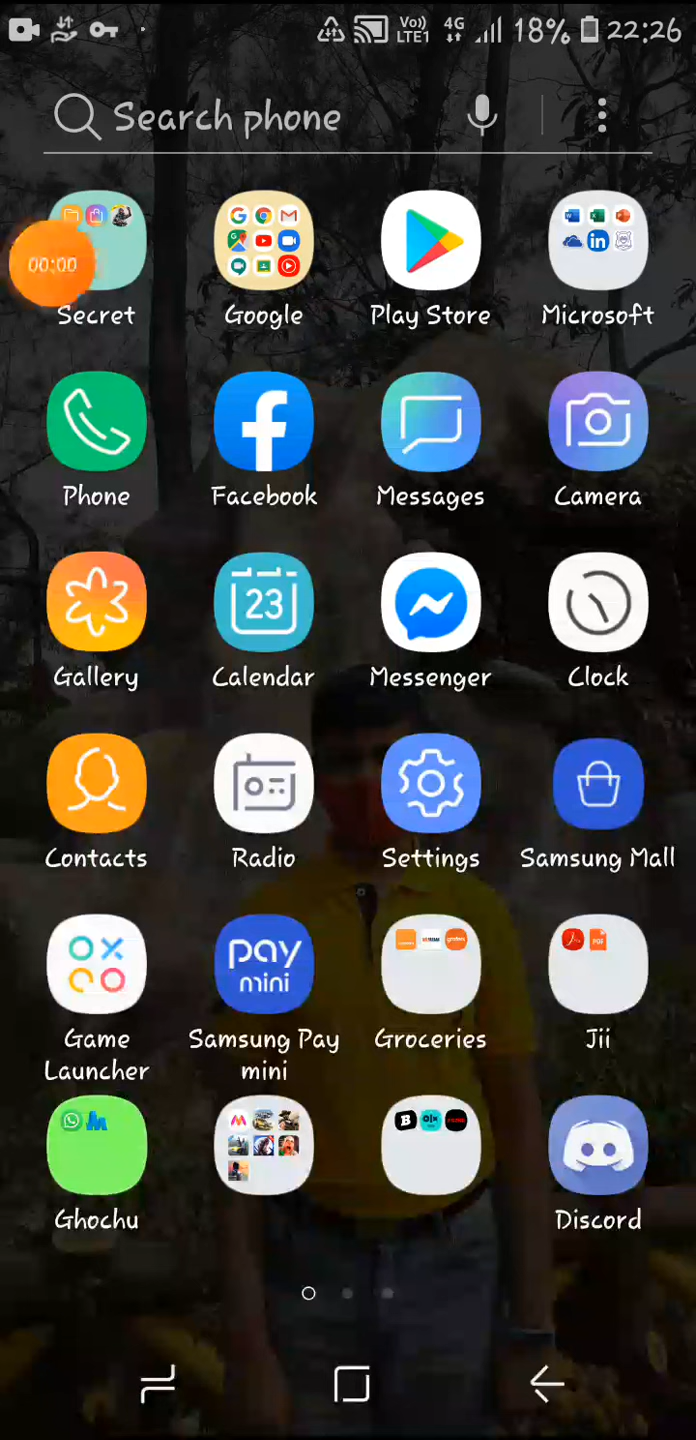 Vo)) 4G 18% 22:26
LTE1
Search phone
00:00
Secret Google Play Store Microsoft
Phone Facebook Messages Camera
23
Gallery Calendar Messenger Clock
Contacts Radio Settings Samsung Mall
pay
mini
Game Samsung Pay Groceries Jii
Launcher mini
Ghochu Discord